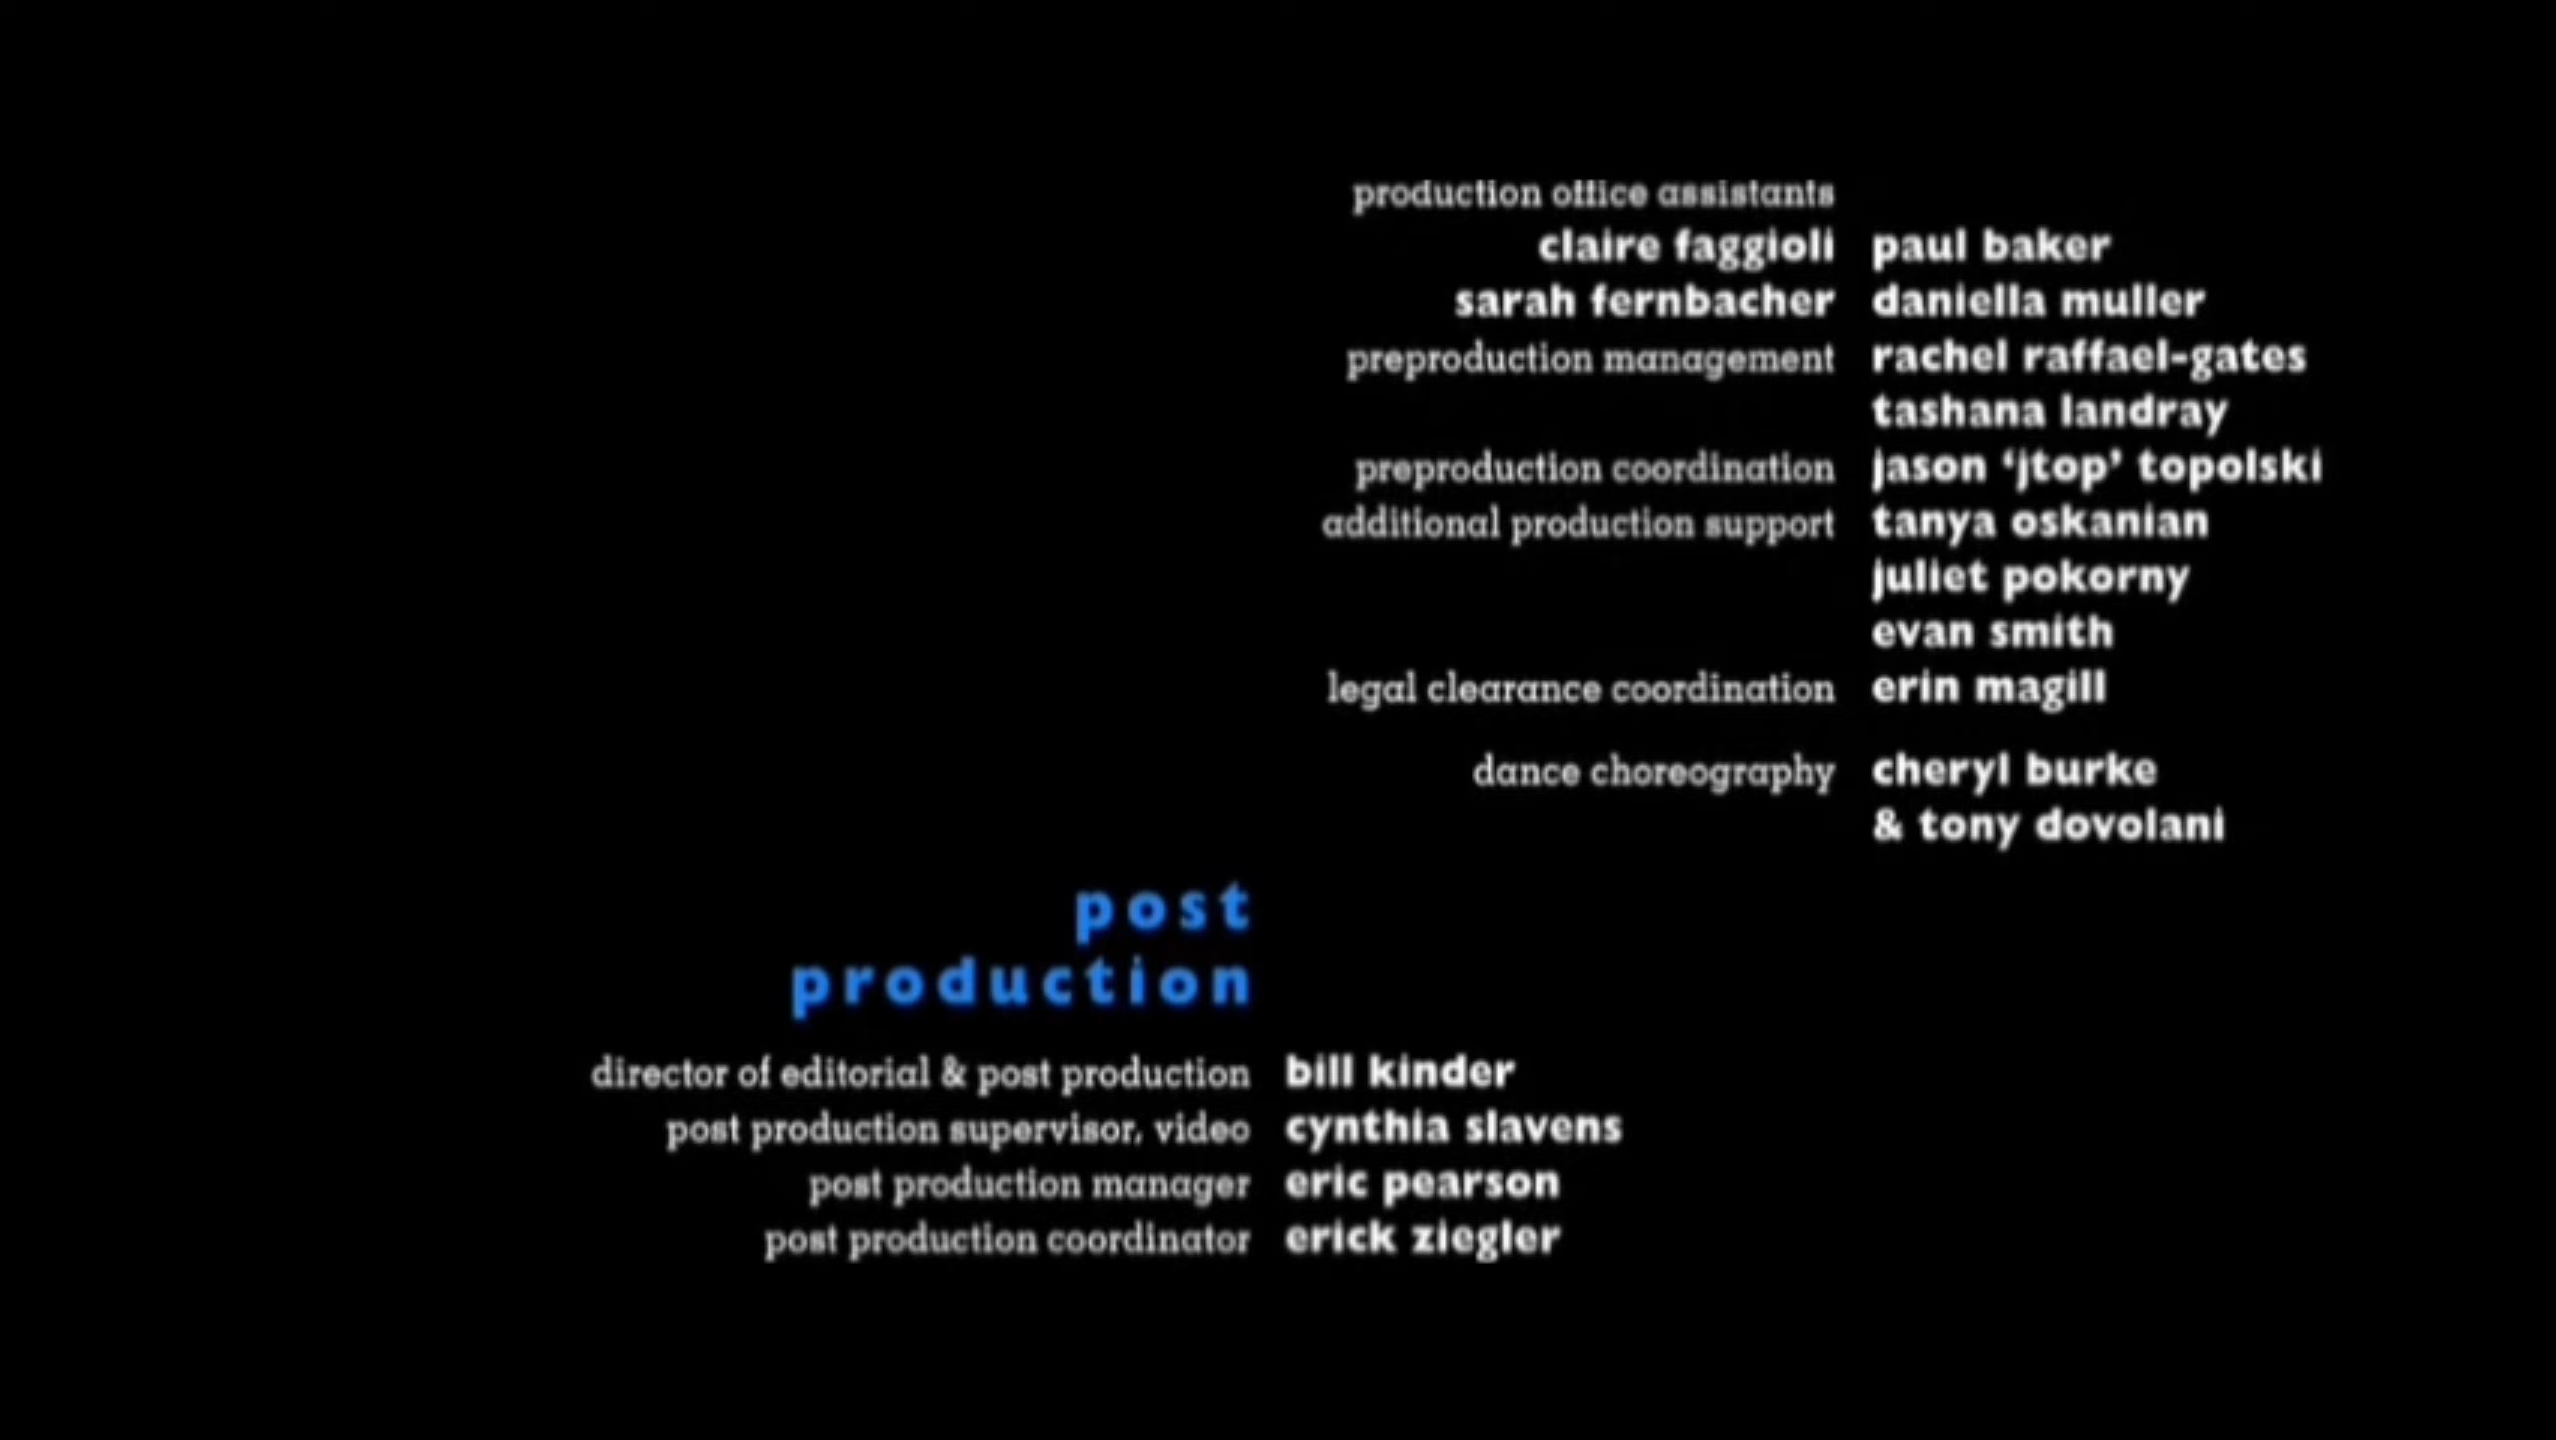 production office assistants
claire faggioli paul baker
sarah fernbacher daniella muller
preproduction management rachel raffael-gates
tashana landray
preproduction coordination jason ‘jtop’ topolski
additional production support tanya oskanian
juliet pokorny
evan smith
legal clearance coordination erin magill
dance choreography cheryl burke
& tony dovolani
post
production
director of editorial & post production bill kinder
post production supervisor, video cynthia slavens
post production manager eric pearson
post production coordinator erick ziegler